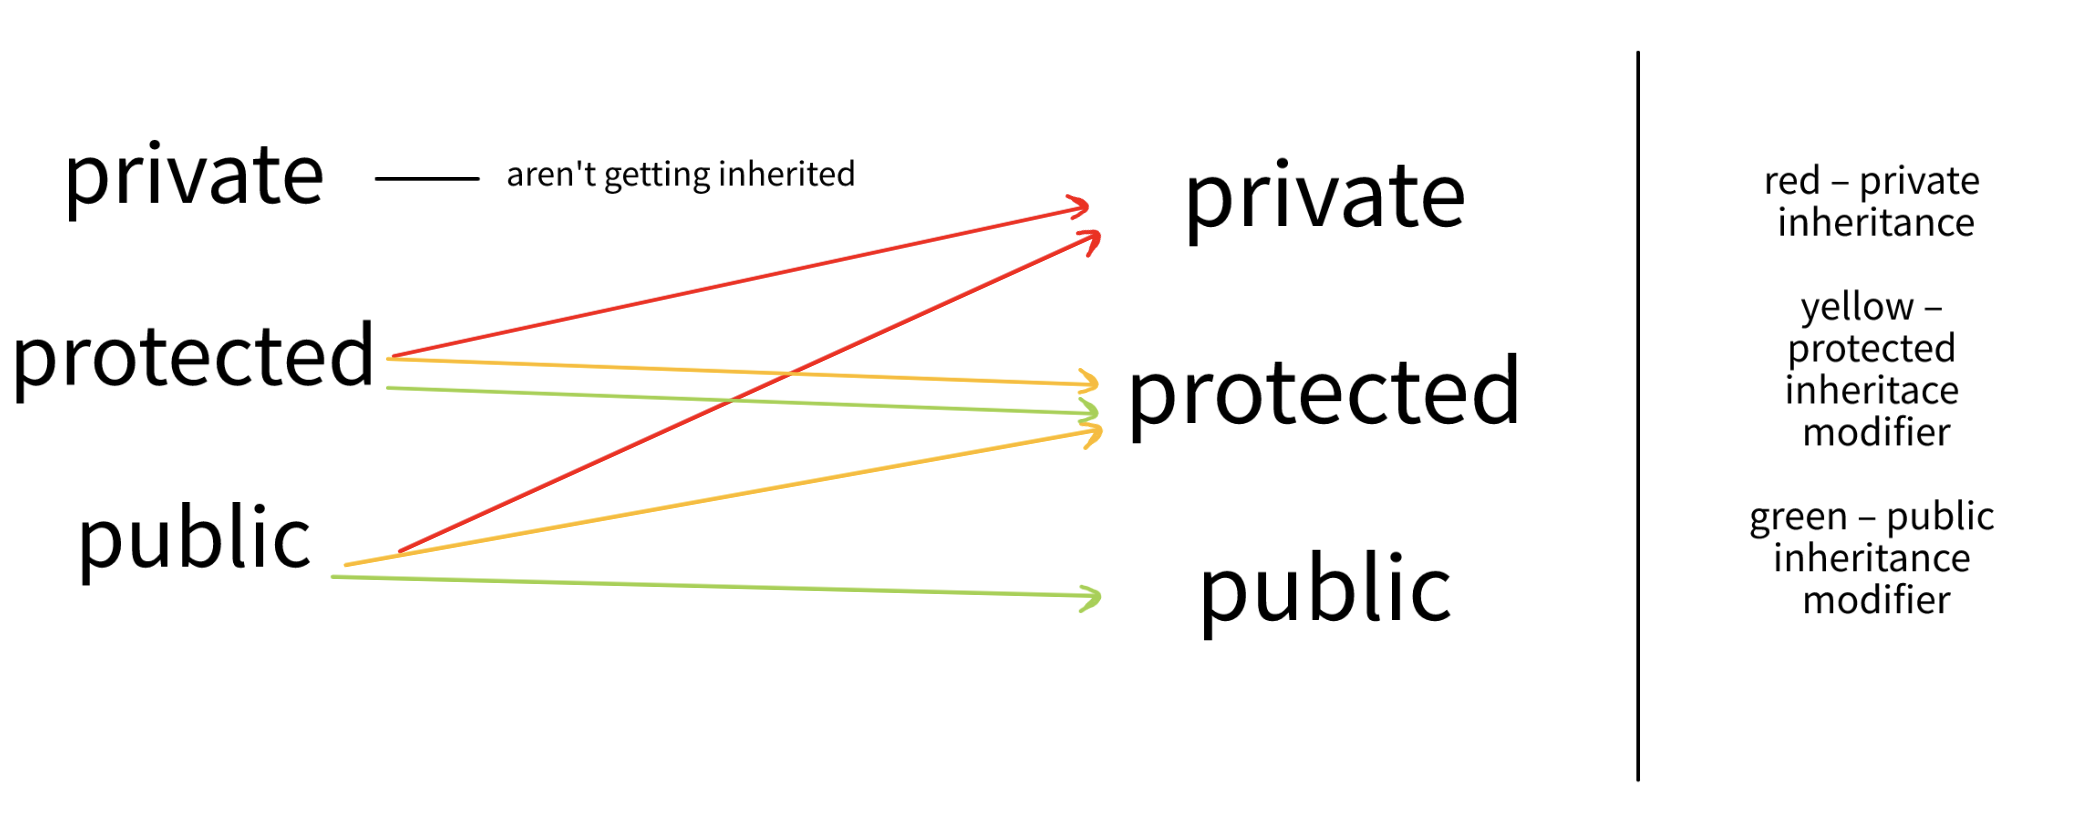 private
aren't getting inherited
protected
public
private
protected
public
red – private
inheritance
yellow –
protected
inheritace
modifier
green – public
inheritance
modifier